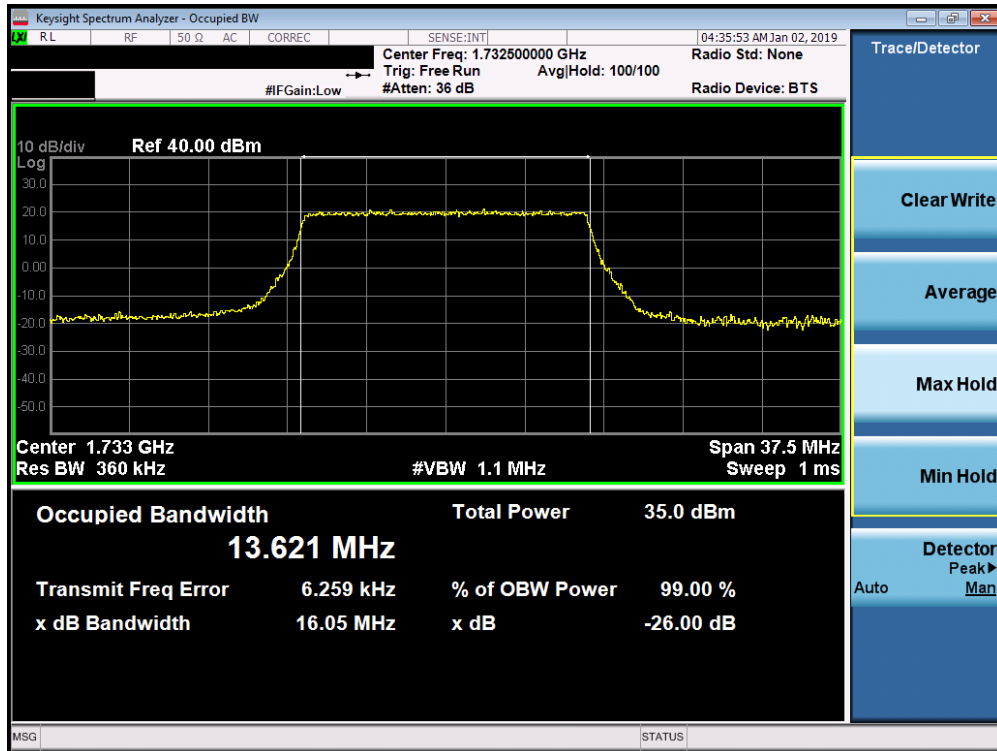 Keysight Spectrum Analyzer - Occupied BW
LXI RL RF 50 Ω AC CORREC SENSE:INT 04:35:53 AM Jan 02, 2019
Center Freq: 1.732500000 GHz Radio Std: None
Trig: Free Run Avg|Hold: 100/100
#IFGain:Low #Atten: 36 dB Radio Device: BTS
Trace/Detector
10 dB/div Ref 40.00 dBm
Log
30.0
20.0
10.0
0.00
-10.0
-20.0
-30.0
-40.0
-50.0
Center 1.733 GHz Span 37.5 MHz
Res BW 360 kHz #VBW 1.1 MHz Sweep 1 ms
Occupied Bandwidth Total Power 35.0 dBm
13.621 MHz
Transmit Freq Error 6.259 kHz % of OBW Power 99.00 %
x dB Bandwidth 16.05 MHz x dB -26.00 dB
Clear Write
Average
Max Hold
Min Hold
Detector
Peak▶
Auto Man
MSG STATUS